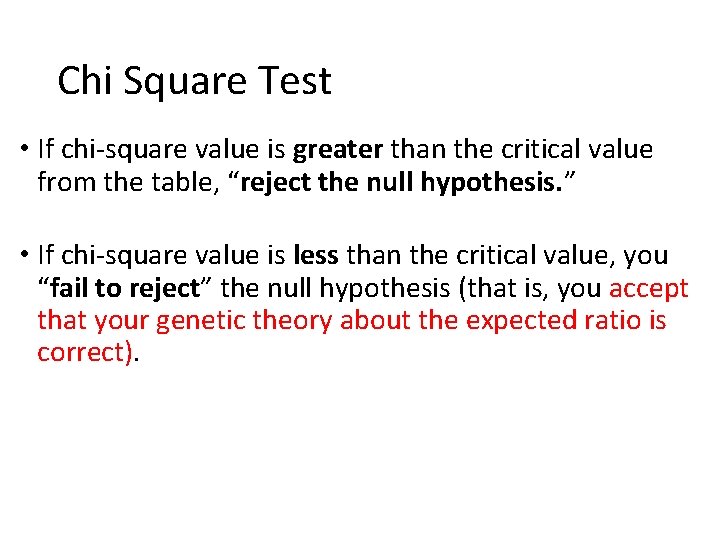 Chi Square Test
• If chi-square value is greater than the critical value
from the table, “reject the null hypothesis. ”
• If chi-square value is less than the critical value, you
“fail to reject” the null hypothesis (that is, you accept
that your genetic theory about the expected ratio is
correct).